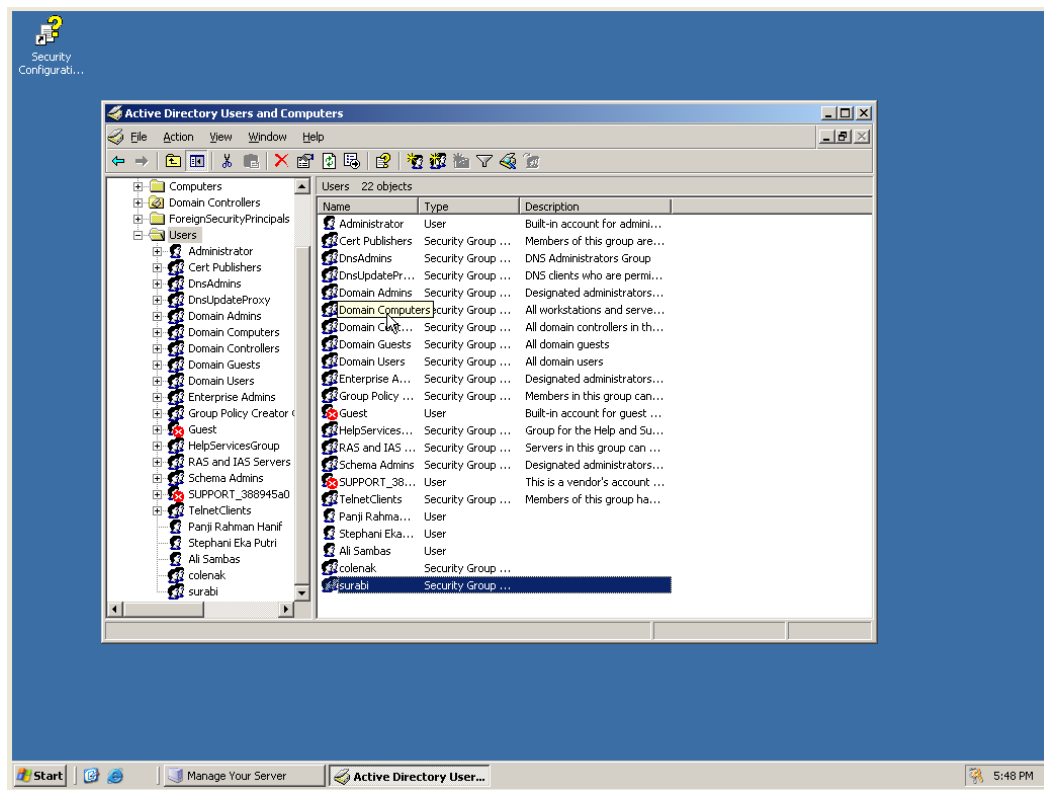 Security
Configurati...
Active Directory Users and Computers
File Action View Window Help
Computers
Domain Controllers
ForeignSecurityPrincipals
Users
Administrator
Cert Publishers
DnsAdmins
DnsUpdateProxy
Domain Admins
Domain Computers
Domain Controllers
Domain Guests
Domain Users
Enterprise Admins
Group Policy Creator
Guest
HelpServicesGroup
RAS and IAS Servers
Schema Admins
SUPPORT_388945a0
TelnetClients
Panji Rahman Hanif
Stephani Eka Putri
Ali Sambas
colenak
surabi
Users 22 objects
Name Type Description
Administrator User Built-in account for admini...
Cert Publishers Security Group ... Members of this group are...
DnsAdmins Security Group ... DNS Administrators Group
DnsUpdatePr... Security Group ... DNS clients who are permi...
Domain Admins Security Group ... Designated administrators...
Domain Computers ecurity Group ... All workstations and serve...
Domain Cont... Security Group ... All domain controllers in th...
Domain Guests Security Group ... All domain guests
Domain Users Security Group ... All domain users
Enterprise A... Security Group ... Designated administrators...
Group Policy ... Security Group ... Members in this group can...
Guest User Built-in account for guest ...
HelpServices... Security Group ... Group for the Help and Su...
RAS and IAS ... Security Group ... Servers in this group can ...
Schema Admins Security Group ... Designated administrators...
SUPPORT_38... User This is a vendor's account ...
TelnetClients Security Group ... Members of this group ha...
Panji Rahma... User
Stephani Eka... User
Ali Sambas User
colenak Security Group ...
surabi Security Group ...
Start Manage Your Server Active Directory User... 5:48 PM